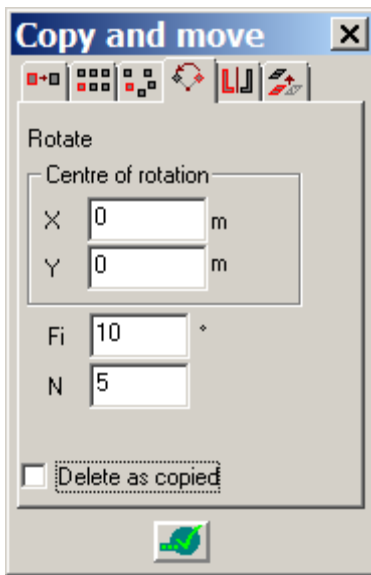 Copy and move
Rotate
Centre of rotation
X 0 m
Y 0 m
Fi 10 °
N 5
Delete as copied